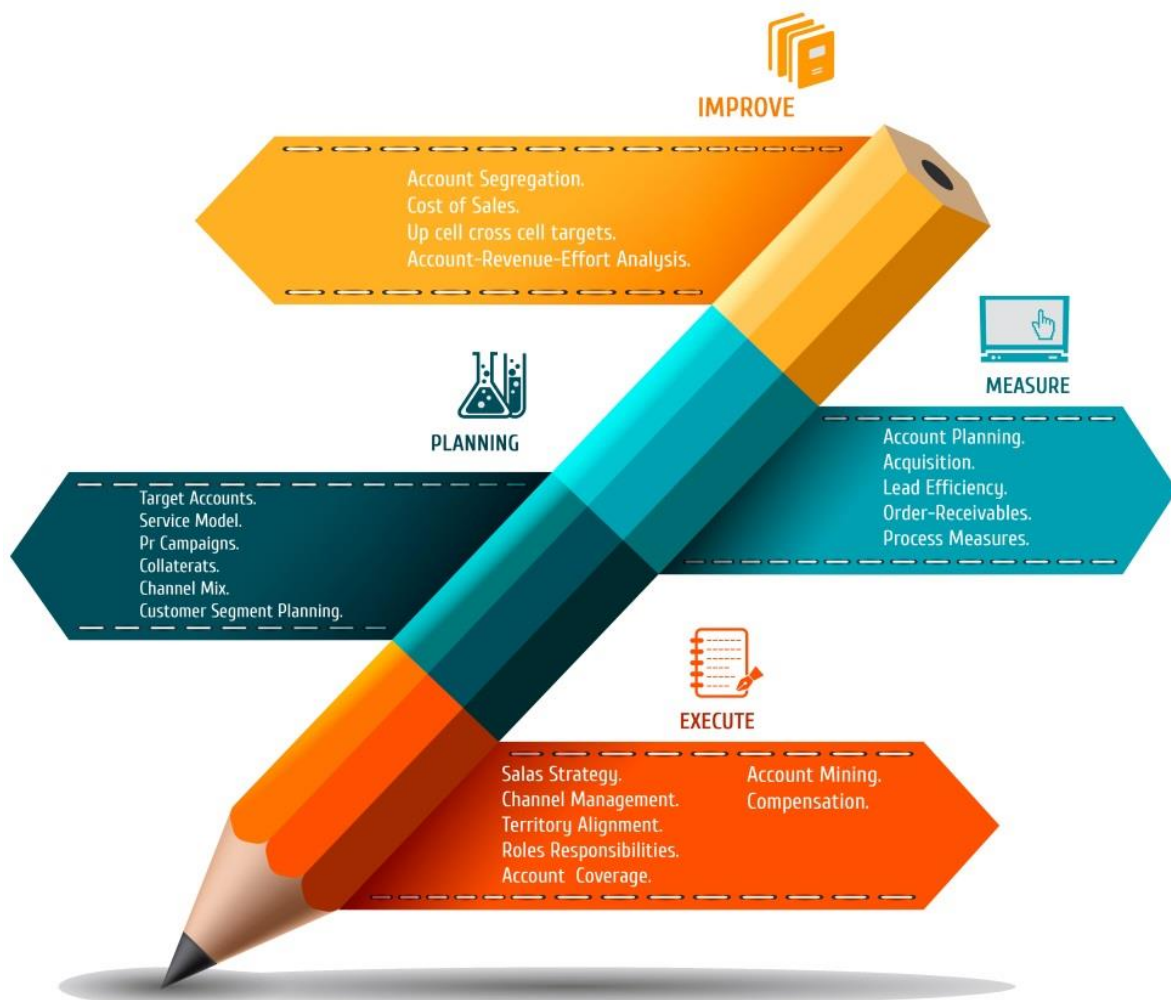 IMPROVE
Account Segregation.
Cost of Sales.
Up cell cross cell targets.
Account-Revenue-Effort Analysis.
MEASURE
Account Planning.
Acquisition.
Lead Efficiency.
Order-Receivables.
Process Measures.
PLANNING
Target Accounts.
Service Model.
Pr Campaigns.
Collaterats.
Channel Mix.
Customer Segment Planning.
EXECUTE
Salas Strategy.
Channel Management.
Territory Alignment.
Roles Responsibilities.
Account Coverage.
Account Mining.
Compensation.